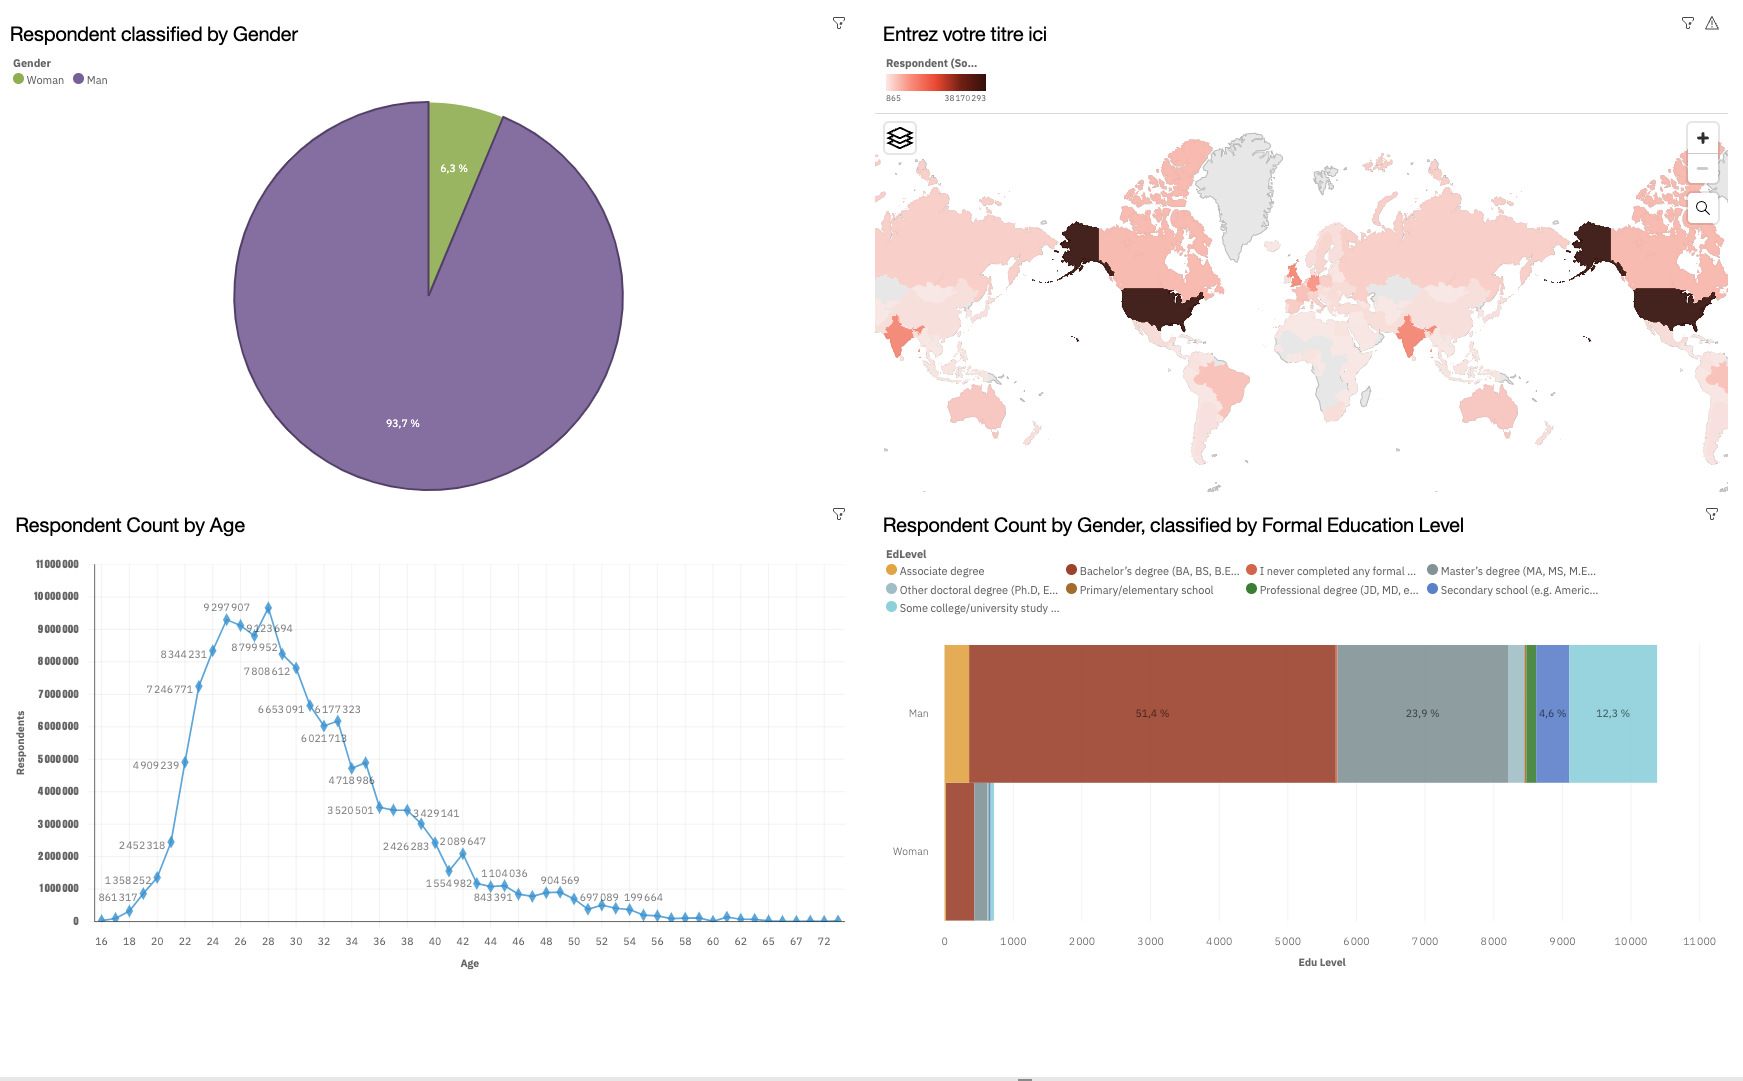 Respondent classified by Gender
Gender
Woman Man
6,3 %
93,7 %
Entrez votre titre ici
Respondent (So...
865 38 170 293
Respondent Count by Age
Respondents
11 000 000
10 000 000
9 000 000
8 000 000
7 000 000
6 000 000
5 000 000
4 000 000
3 000 000
2 000 000
1 000 000
0
861 317
1 358 252
2 452 318
4 909 239
7 246 771
8 344 231
9 297 907
9 123 694
8 799 952
7 808 612
6 653 091
6 177 323
6 021 713
4 718 986
3 520 501
3 429 141
2 426 283
2 089 647
1 554 982
1 104 036
843 391
904 569
697 089
199 664
16 18 20 22 24 26 28 30 32 34 36 38 40 42 44 46 48 50 52 54 56 58 60 62 65 67 72
Age
Respondent Count by Gender, classified by Formal Education Level
EdLevel
Associate degree Bachelor’s degree (BA, BS, B.E... I never completed any formal ... Master’s degree (MA, MS, M.E...
Other doctoral degree (Ph.D, E... Primary/elementary school Professional degree (JD, MD, e... Secondary school (e.g. Americ...
Some college/university study ...
Man
51,4 % 23,9 % 4,6 % 12,3 %
Woman
0 1 000 2 000 3 000 4 000 5 000 6 000 7 000 8 000 9 000 10 000 11 000
Edu Level